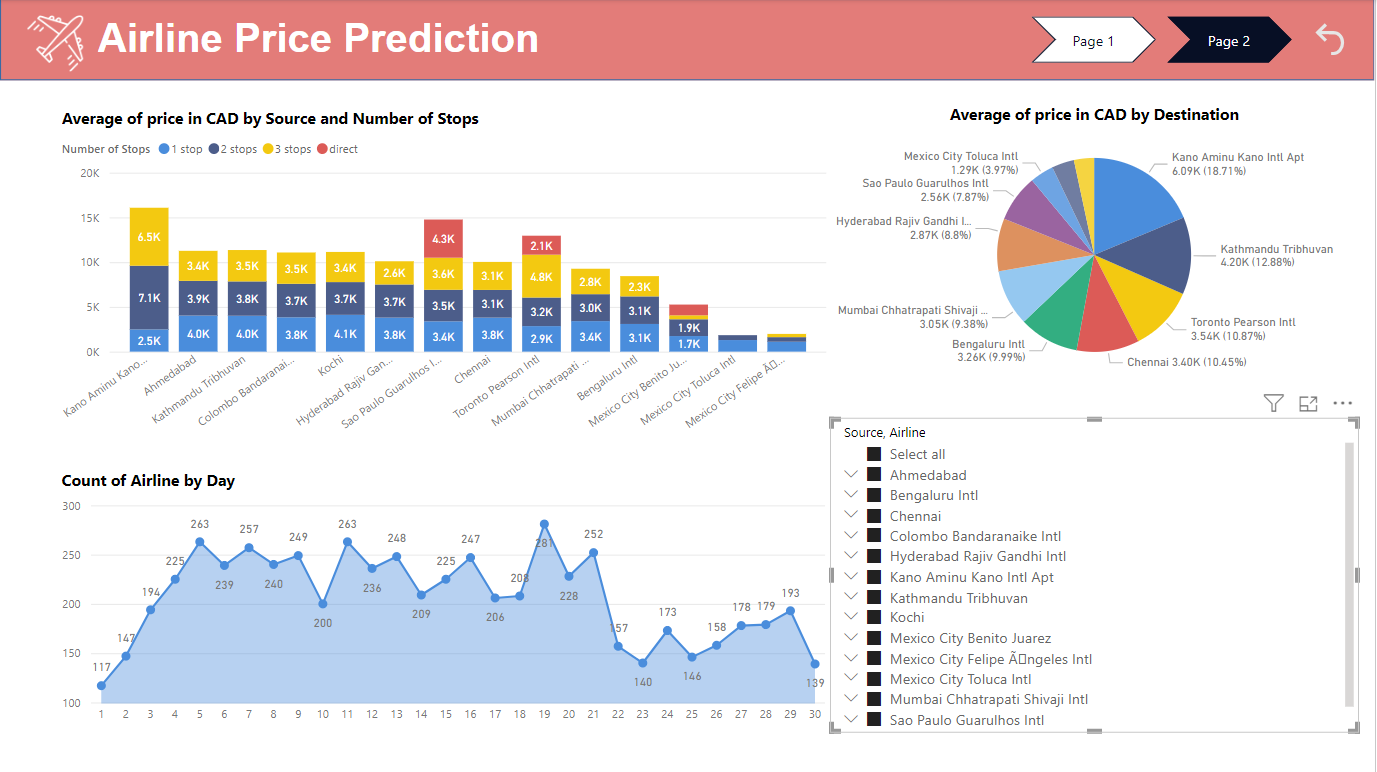 Airline Price Prediction
Page 1
Page 2
Average of price in CAD by Source and Number of Stops
Number of Stops 1 stop 2 stops 3 stops direct
20K
15K
10K
5K
0K
6.5K
7.1K
2.5K
3.4K
3.9K
4.0K
3.5K
3.8K
4.0K
3.5K
3.7K
3.8K
3.4K
3.7K
4.1K
2.6K
3.7K
3.8K
4.3K
3.6K
3.5K
3.4K
3.1K
3.1K
3.8K
2.1K
4.8K
3.2K
2.9K
2.8K
3.0K
3.4K
2.3K
3.1K
3.1K
1.9K
1.7K
Kano Aminu Kano...
Ahmedabad
Kathmandu Tribhuvan
Colombo Bandaranai...
Kochi
Hyderabad Rajiv Gan...
Sao Paulo Guarulhos I...
Chennai
Toronto Pearson Intl
Mumbai Chhatrapati ...
Bengaluru Intl
Mexico City Benito Ju...
Mexico City Toluca Intl
Mexico City Felipe Ã▯...
Average of price in CAD by Destination
Kano Aminu Kano Intl Apt
6.09K (18.71%)
Kathmandu Tribhuvan
4.20K (12.88%)
Toronto Pearson Intl
3.54K (10.87%)
Chennai 3.40K (10.45%)
Bengaluru Intl
3.26K (9.99%)
Mumbai Chhatrapati Shivaji ...
3.05K (9.38%)
Hyderabad Rajiv Gandhi I...
2.87K (8.8%)
Sao Paulo Guarulhos Intl
2.56K (7.87%)
Mexico City Toluca Intl
1.29K (3.97%)
Count of Airline by Day
300
250
200
150
100
117
147
194
225
263
239
257
240
249
200
263
236
248
209
225
247
206
208
281
228
252
157
140
173
146
158
178
179
193
139
1 2 3 4 5 6 7 8 9 10 11 12 13 14 15 16 17 18 19 20 21 22 23 24 25 26 27 28 29 30
Source, Airline
Select all
Ahmedabad
Bengaluru Intl
Chennai
Colombo Bandaranaike Intl
Hyderabad Rajiv Gandhi Intl
Kano Aminu Kano Intl Apt
Kathmandu Tribhuvan
Kochi
Mexico City Benito Juarez
Mexico City Felipe Ã▯ngeles Intl
Mexico City Toluca Intl
Mumbai Chhatrapati Shivaji Intl
Sao Paulo Guarulhos Intl